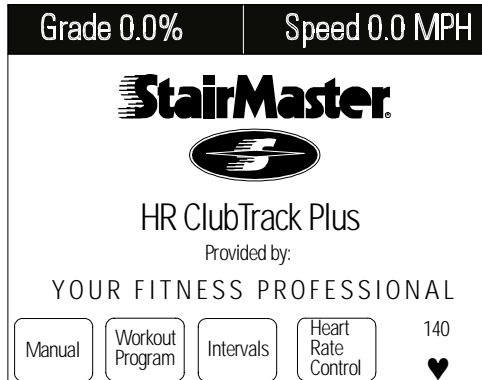 Grade 0.0%
Speed 0.0 MPH
StairMaster.
S
HR ClubTrack Plus
Provided by:
YOUR FITNESS PROFESSIONAL
Manual
Workout
Program
Intervals
Heart
Rate
Control
140